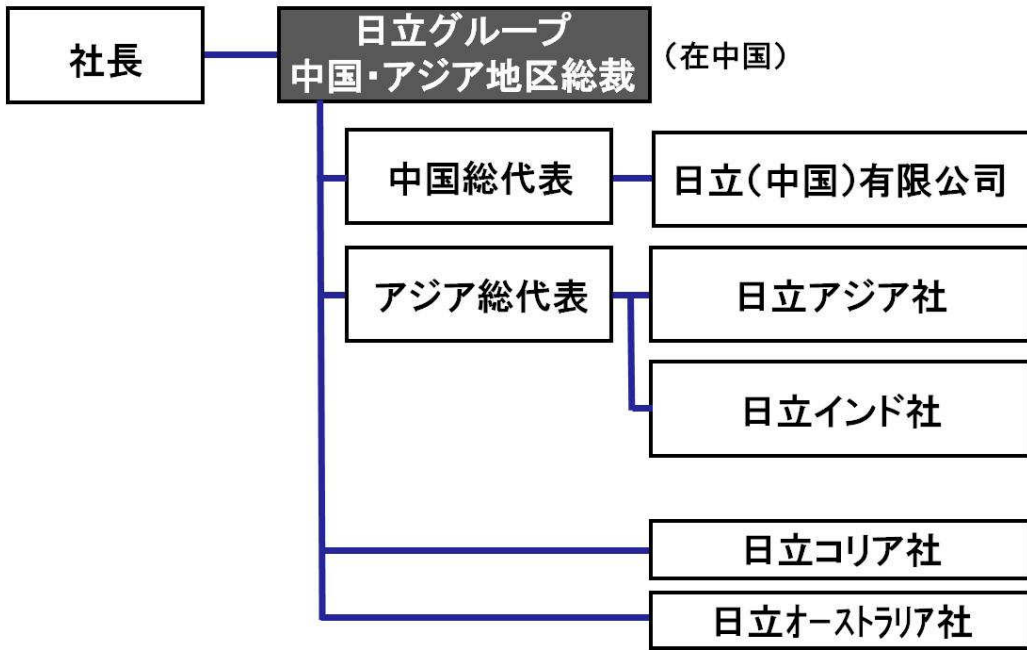 社長
日立グループ
中国・アジア地区総裁
(在中国)
中国総代表
日立(中国)有限公司
アジア総代表
日立アジア社
日立インド社
日立コリア社
日立オーストラリア社